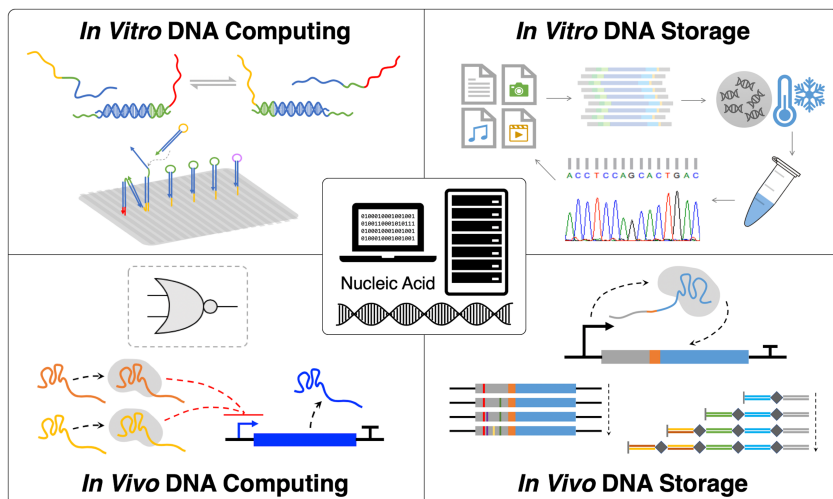 In Vitro DNA Computing
In Vitro DNA Storage
ACCTCCAGCACTGAC
0100010001001001
0100110001010111
0100010001001001
0100010001001001
Nucleic Acid
In Vivo DNA Computing
In Vivo DNA Storage